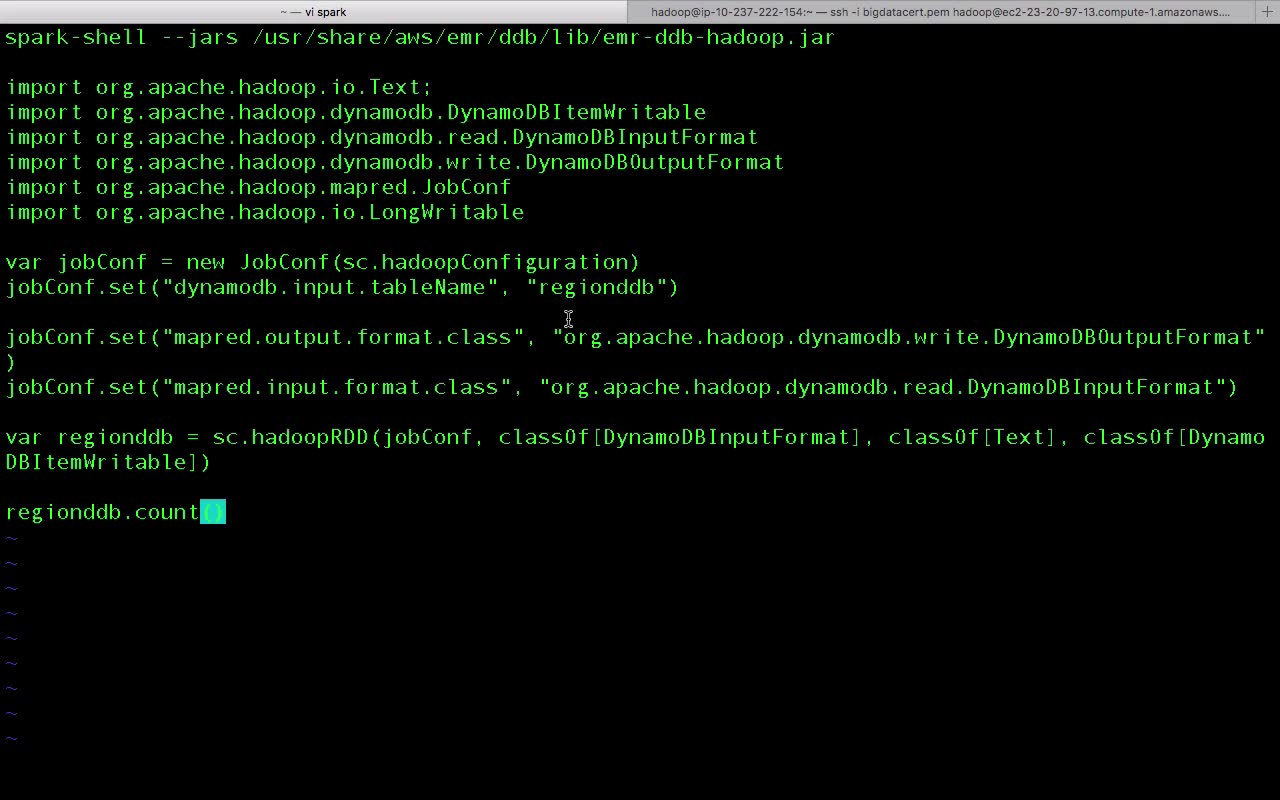 ~ — vi spark
hadoop@ip-10-237-222-154:~ — ssh -i bigdatacert.pem hadoop@ec2-23-20-97-13.compute-1.amazonaws.…
spark-shell --jars /usr/share/aws/emr/ddb/lib/emr-ddb-hadoop.jar
import org.apache.hadoop.io.Text;
import org.apache.hadoop.dynamodb.DynamoDBItemWritable
import org.apache.hadoop.dynamodb.read.DynamoDBInputFormat
import org.apache.hadoop.dynamodb.write.DynamoDBOutputFormat
import org.apache.hadoop.mapred.JobConf
import org.apache.hadoop.io.LongWritable
var jobConf = new JobConf(sc.hadoopConfiguration)
jobConf.set("dynamodb.input.tableName", "regionddb")
jobConf.set("mapred.output.format.class", "org.apache.hadoop.dynamodb.write.DynamoDBOutputFormat"
)
jobConf.set("mapred.input.format.class", "org.apache.hadoop.dynamodb.read.DynamoDBInputFormat")
var regionddb = sc.hadoopRDD(jobConf, classOf[DynamoDBInputFormat], classOf[Text], classOf[Dynamo
DBItemWritable])
regionddb.count()
~
~
~
~
~
~
~
~
~